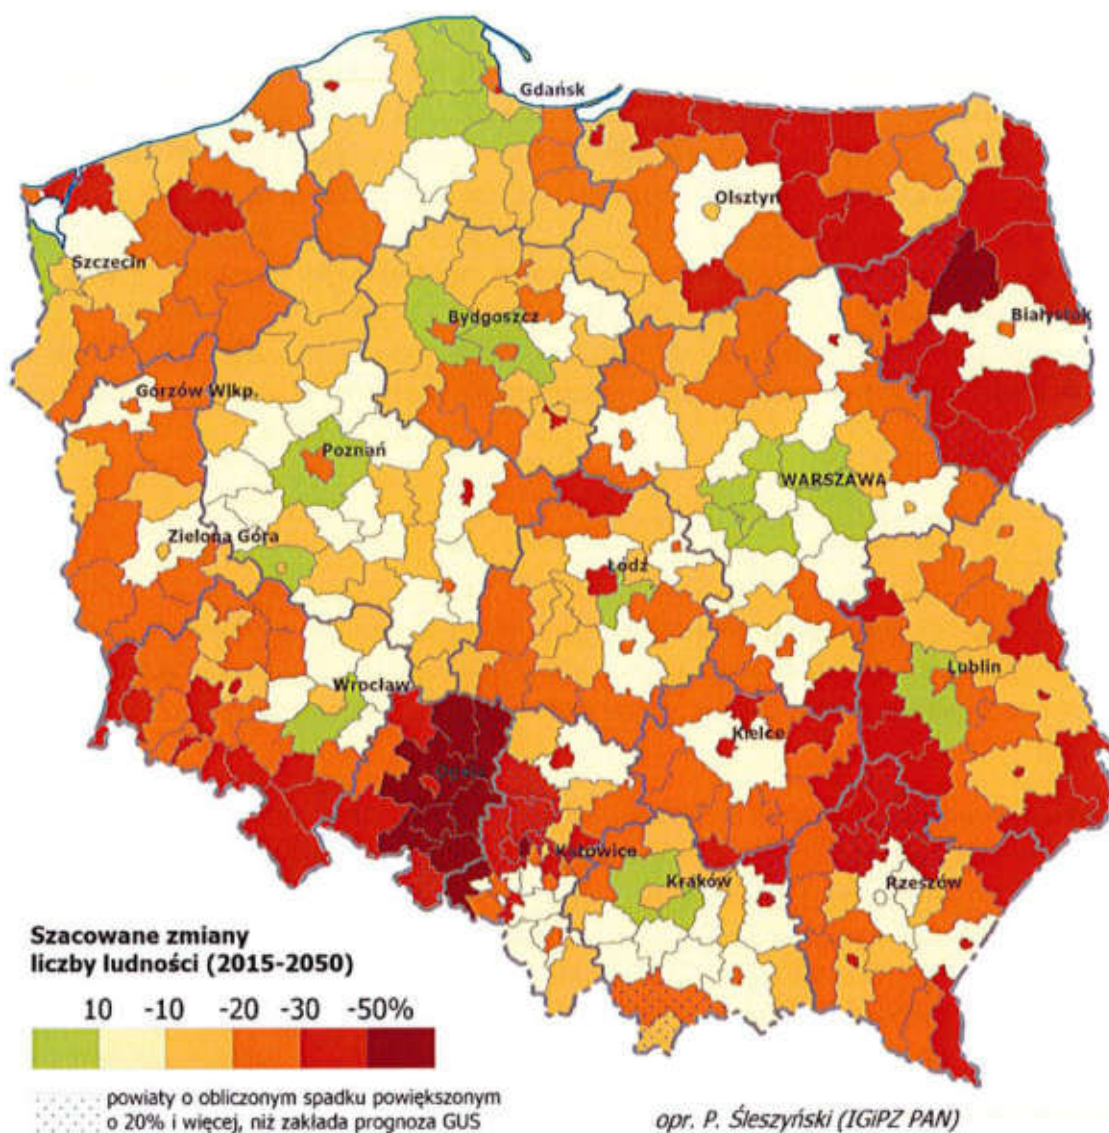 Gdańsk
Olsztyn
Szczecin
Bydgoszcz
Białystok
Gorzów Wlkp.
Poznań
WARSZAWA
Zielona Góra
Łódź
Lublin
Wrocław
Kielce
Opole
Katowice
Kraków
Rzeszów
Szacowane zmiany
liczby ludności (2015-2050)
10 -10 -20 -30 -50%
powiaty o obliczonym spadku powiększonym
o 20% i więcej, niż zakłada prognoza GUS
opr. P. Śleszyński (IGiPZ PAN)